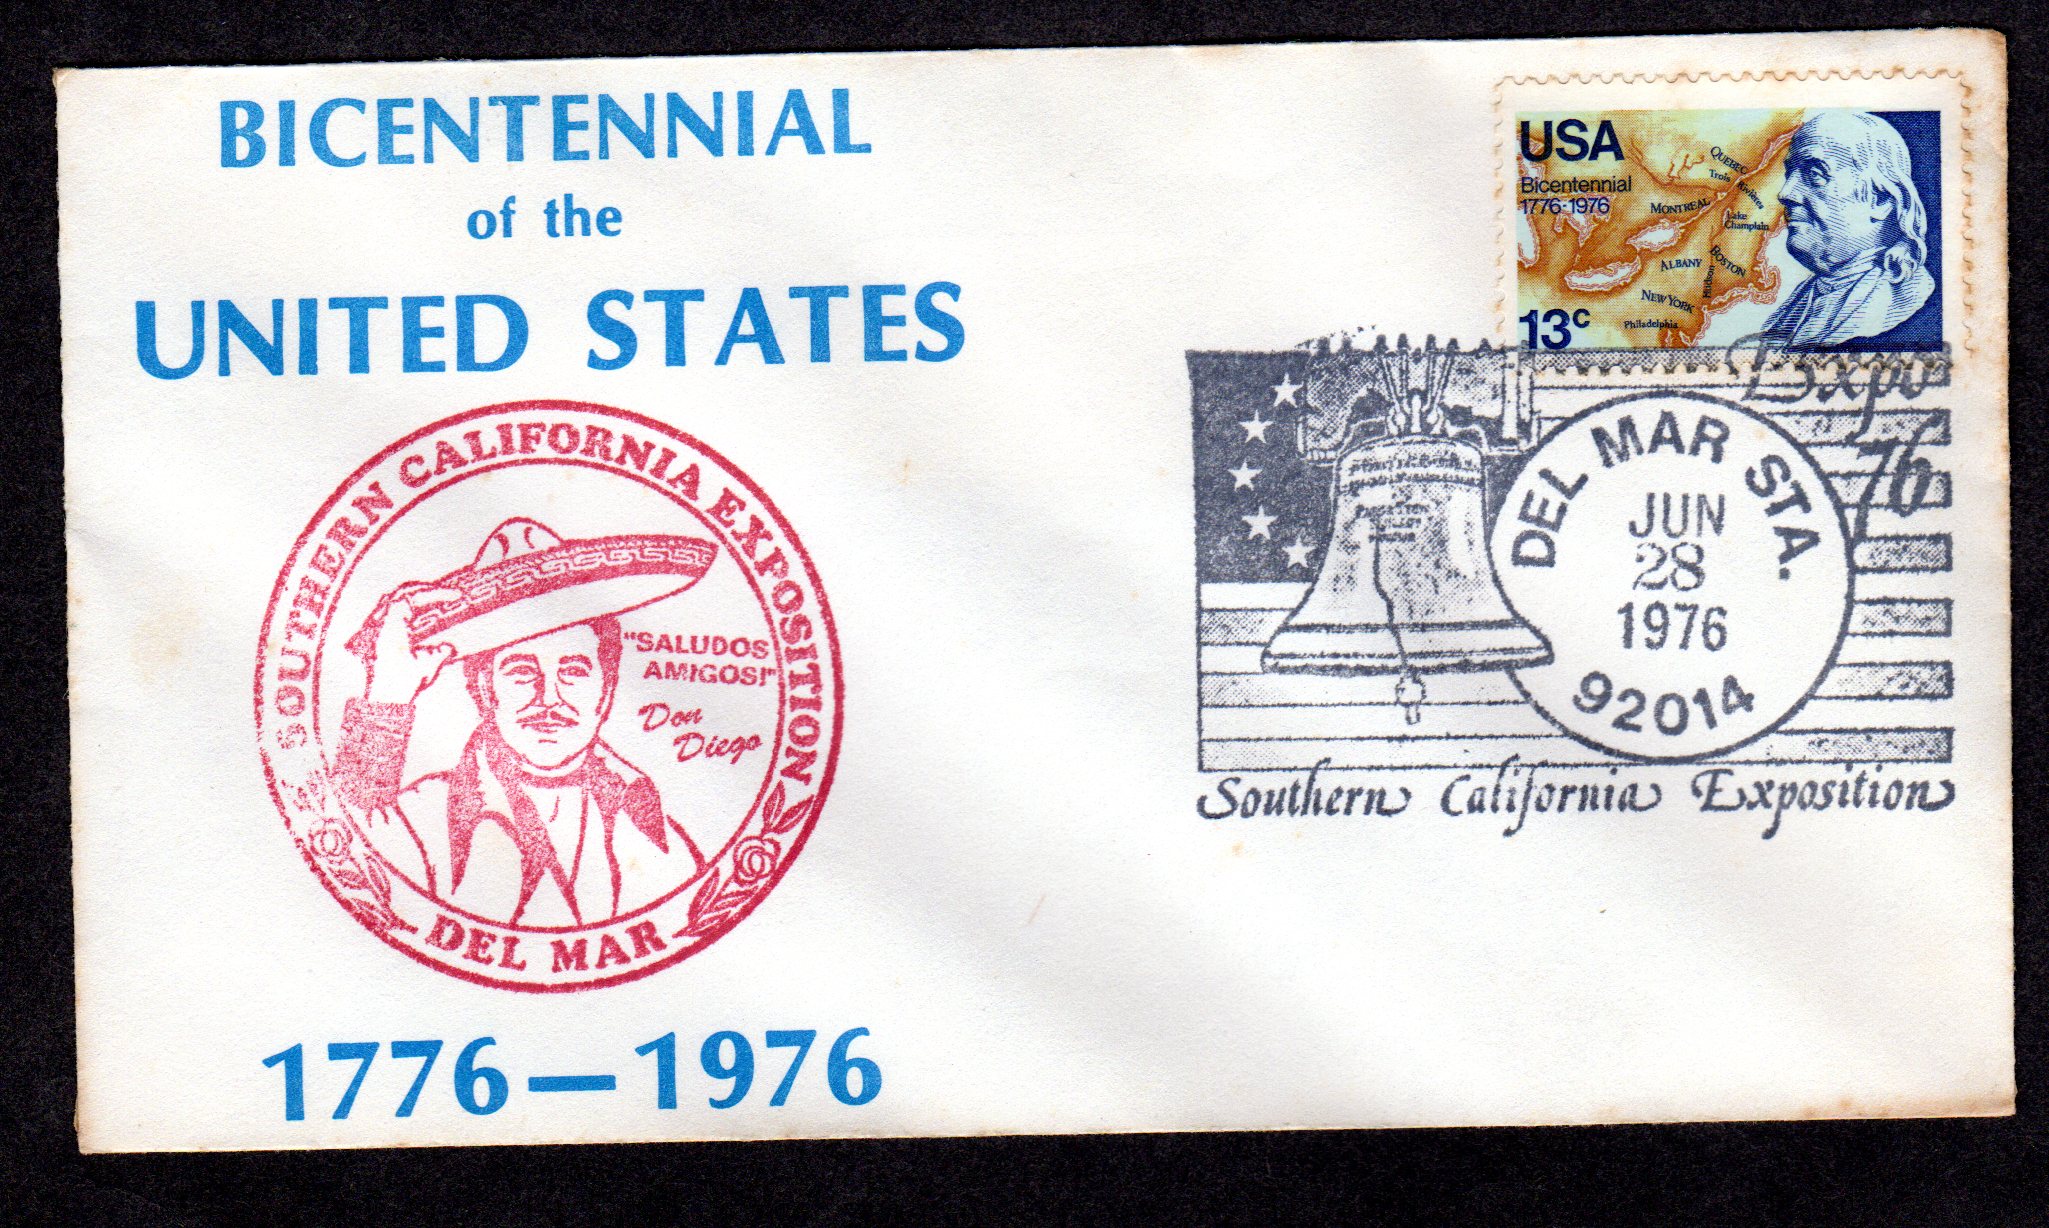 BICENTENNIAL
of the
UNITED STATES
SOUTHERN CALIFORNIA EXPOSITION
"SALUDOS
AMIGOS!"
Don
Diego
DEL MAR
1776—1976
USA
Bicentennial
1776-1976
13c
QUEBEC
Trois Rivières
MONTREAL
Lake
Champlain
ALBANY
BOSTON
Hudson
NEW YORK
Philadelphia
Expo
76
DEL MAR STA.
JUN
28
1976
92014
Southern California Exposition